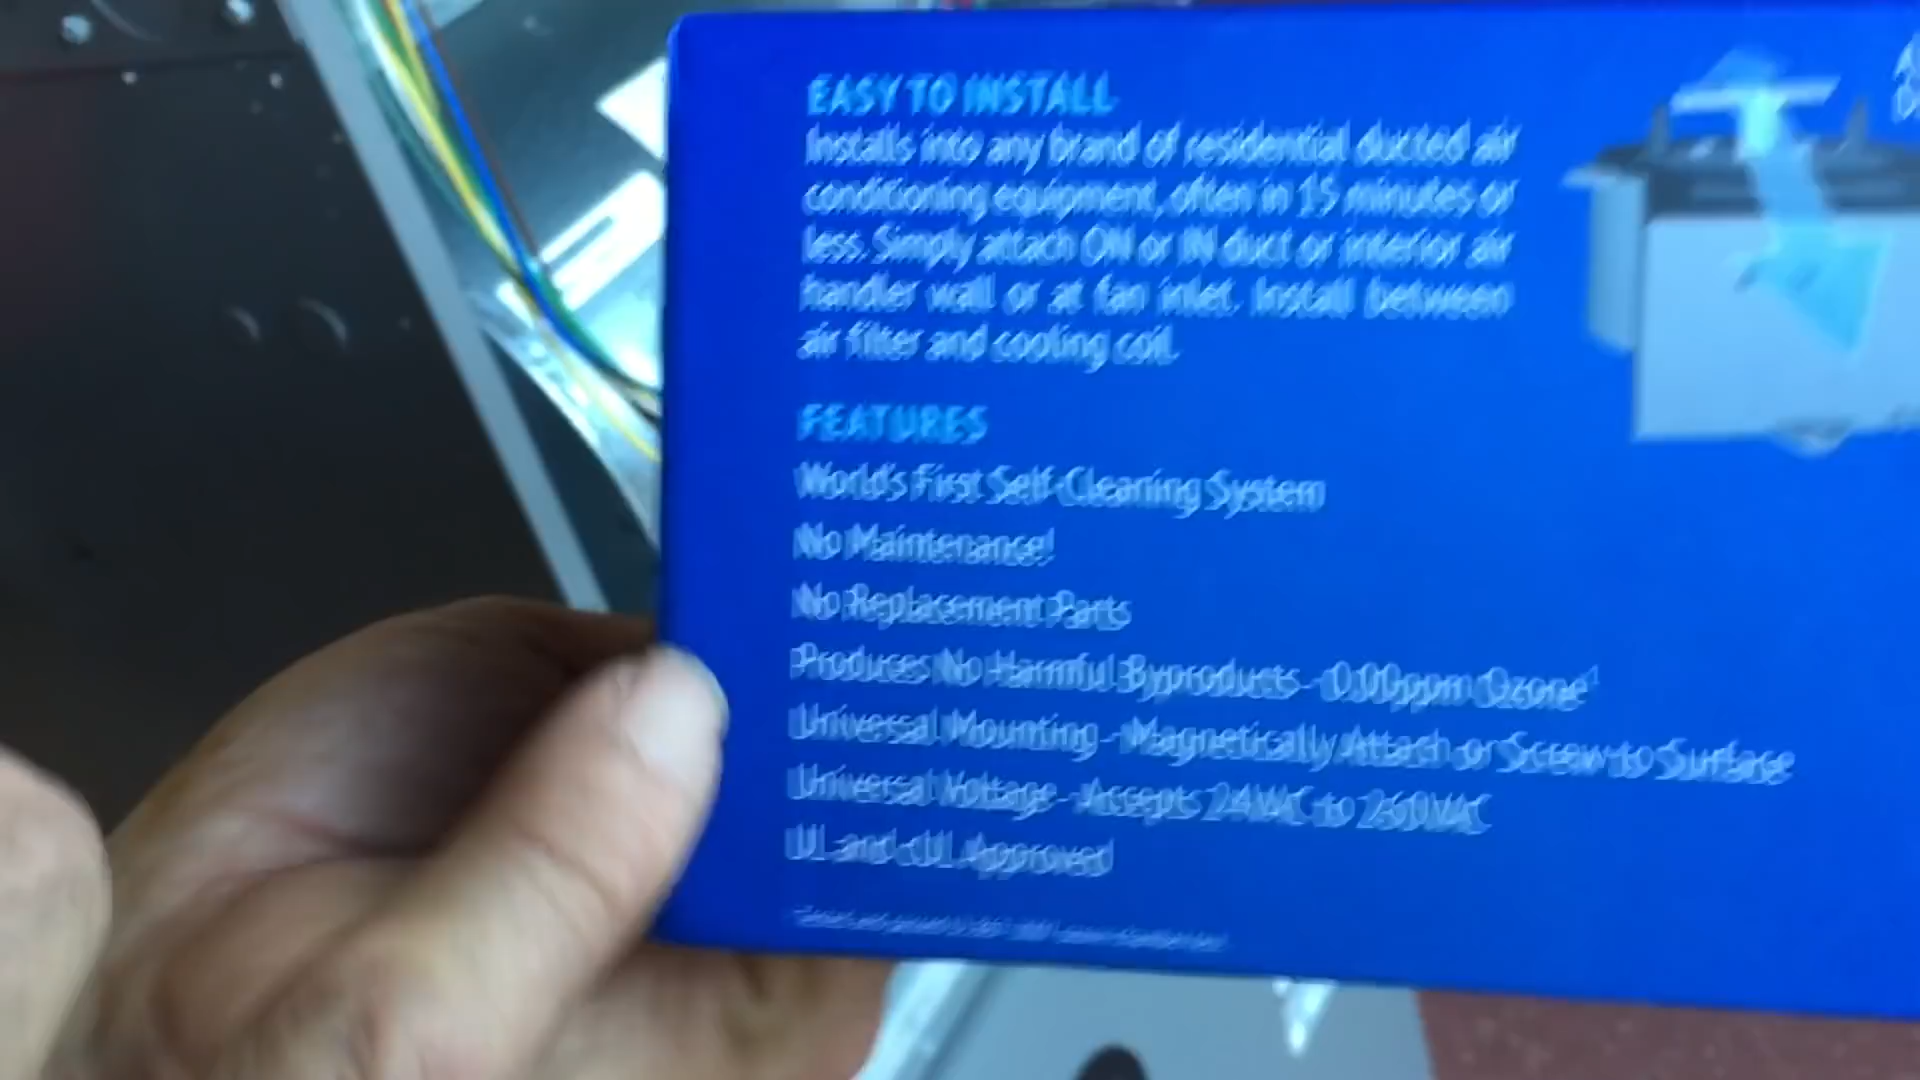 EASY TO INSTALL
Installs into any brand of residential ducted air
conditioning equipment, often in 15 minutes or
less. Simply attach ON or IN duct or interior air
handler wall or at fan inlet. Install between
air filter and cooling coil.
FEATURES
World's First Self-Cleaning System
No Maintenance!
No Replacement Parts
Produces No Harmful Byproducts - 0.00ppm Ozone¹
Universal Mounting - Magnetically Attach or Screw to Surface
Universal Voltage - Accepts 24VAC to 260VAC
UL and cUL Approved